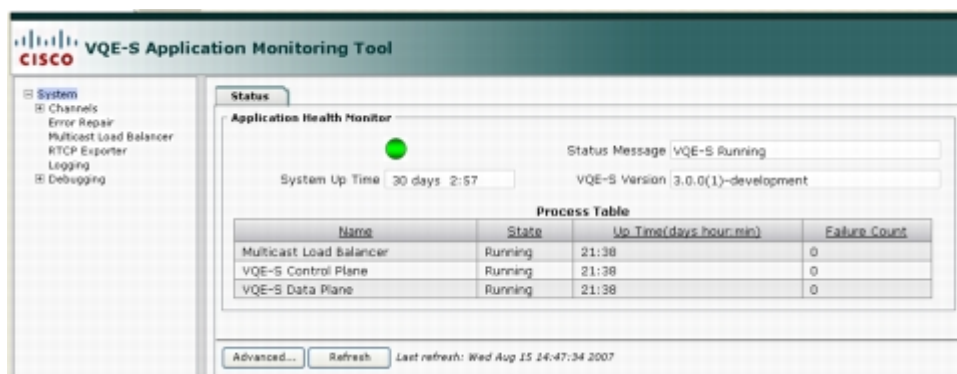 CISCO VQE-S Application Monitoring Tool
System
Channels
Error Repair
Multicast Load Balancer
RTCP Exporter
Logging
Debugging
Status
Application Health Monitor
Status Message VQE-S Running
System Up Time 30 days 2:57 VQE-S Version 3.0.0(1)-development
Process Table
Name State Up Time(days hour:min) Failure Count
Multicast Load Balancer Running 21:38 0
VQE-S Control Plane Running 21:38 0
VQE-S Data Plane Running 21:38 0
Advanced... Refresh Last refresh: Wed Aug 15 14:47:34 2007